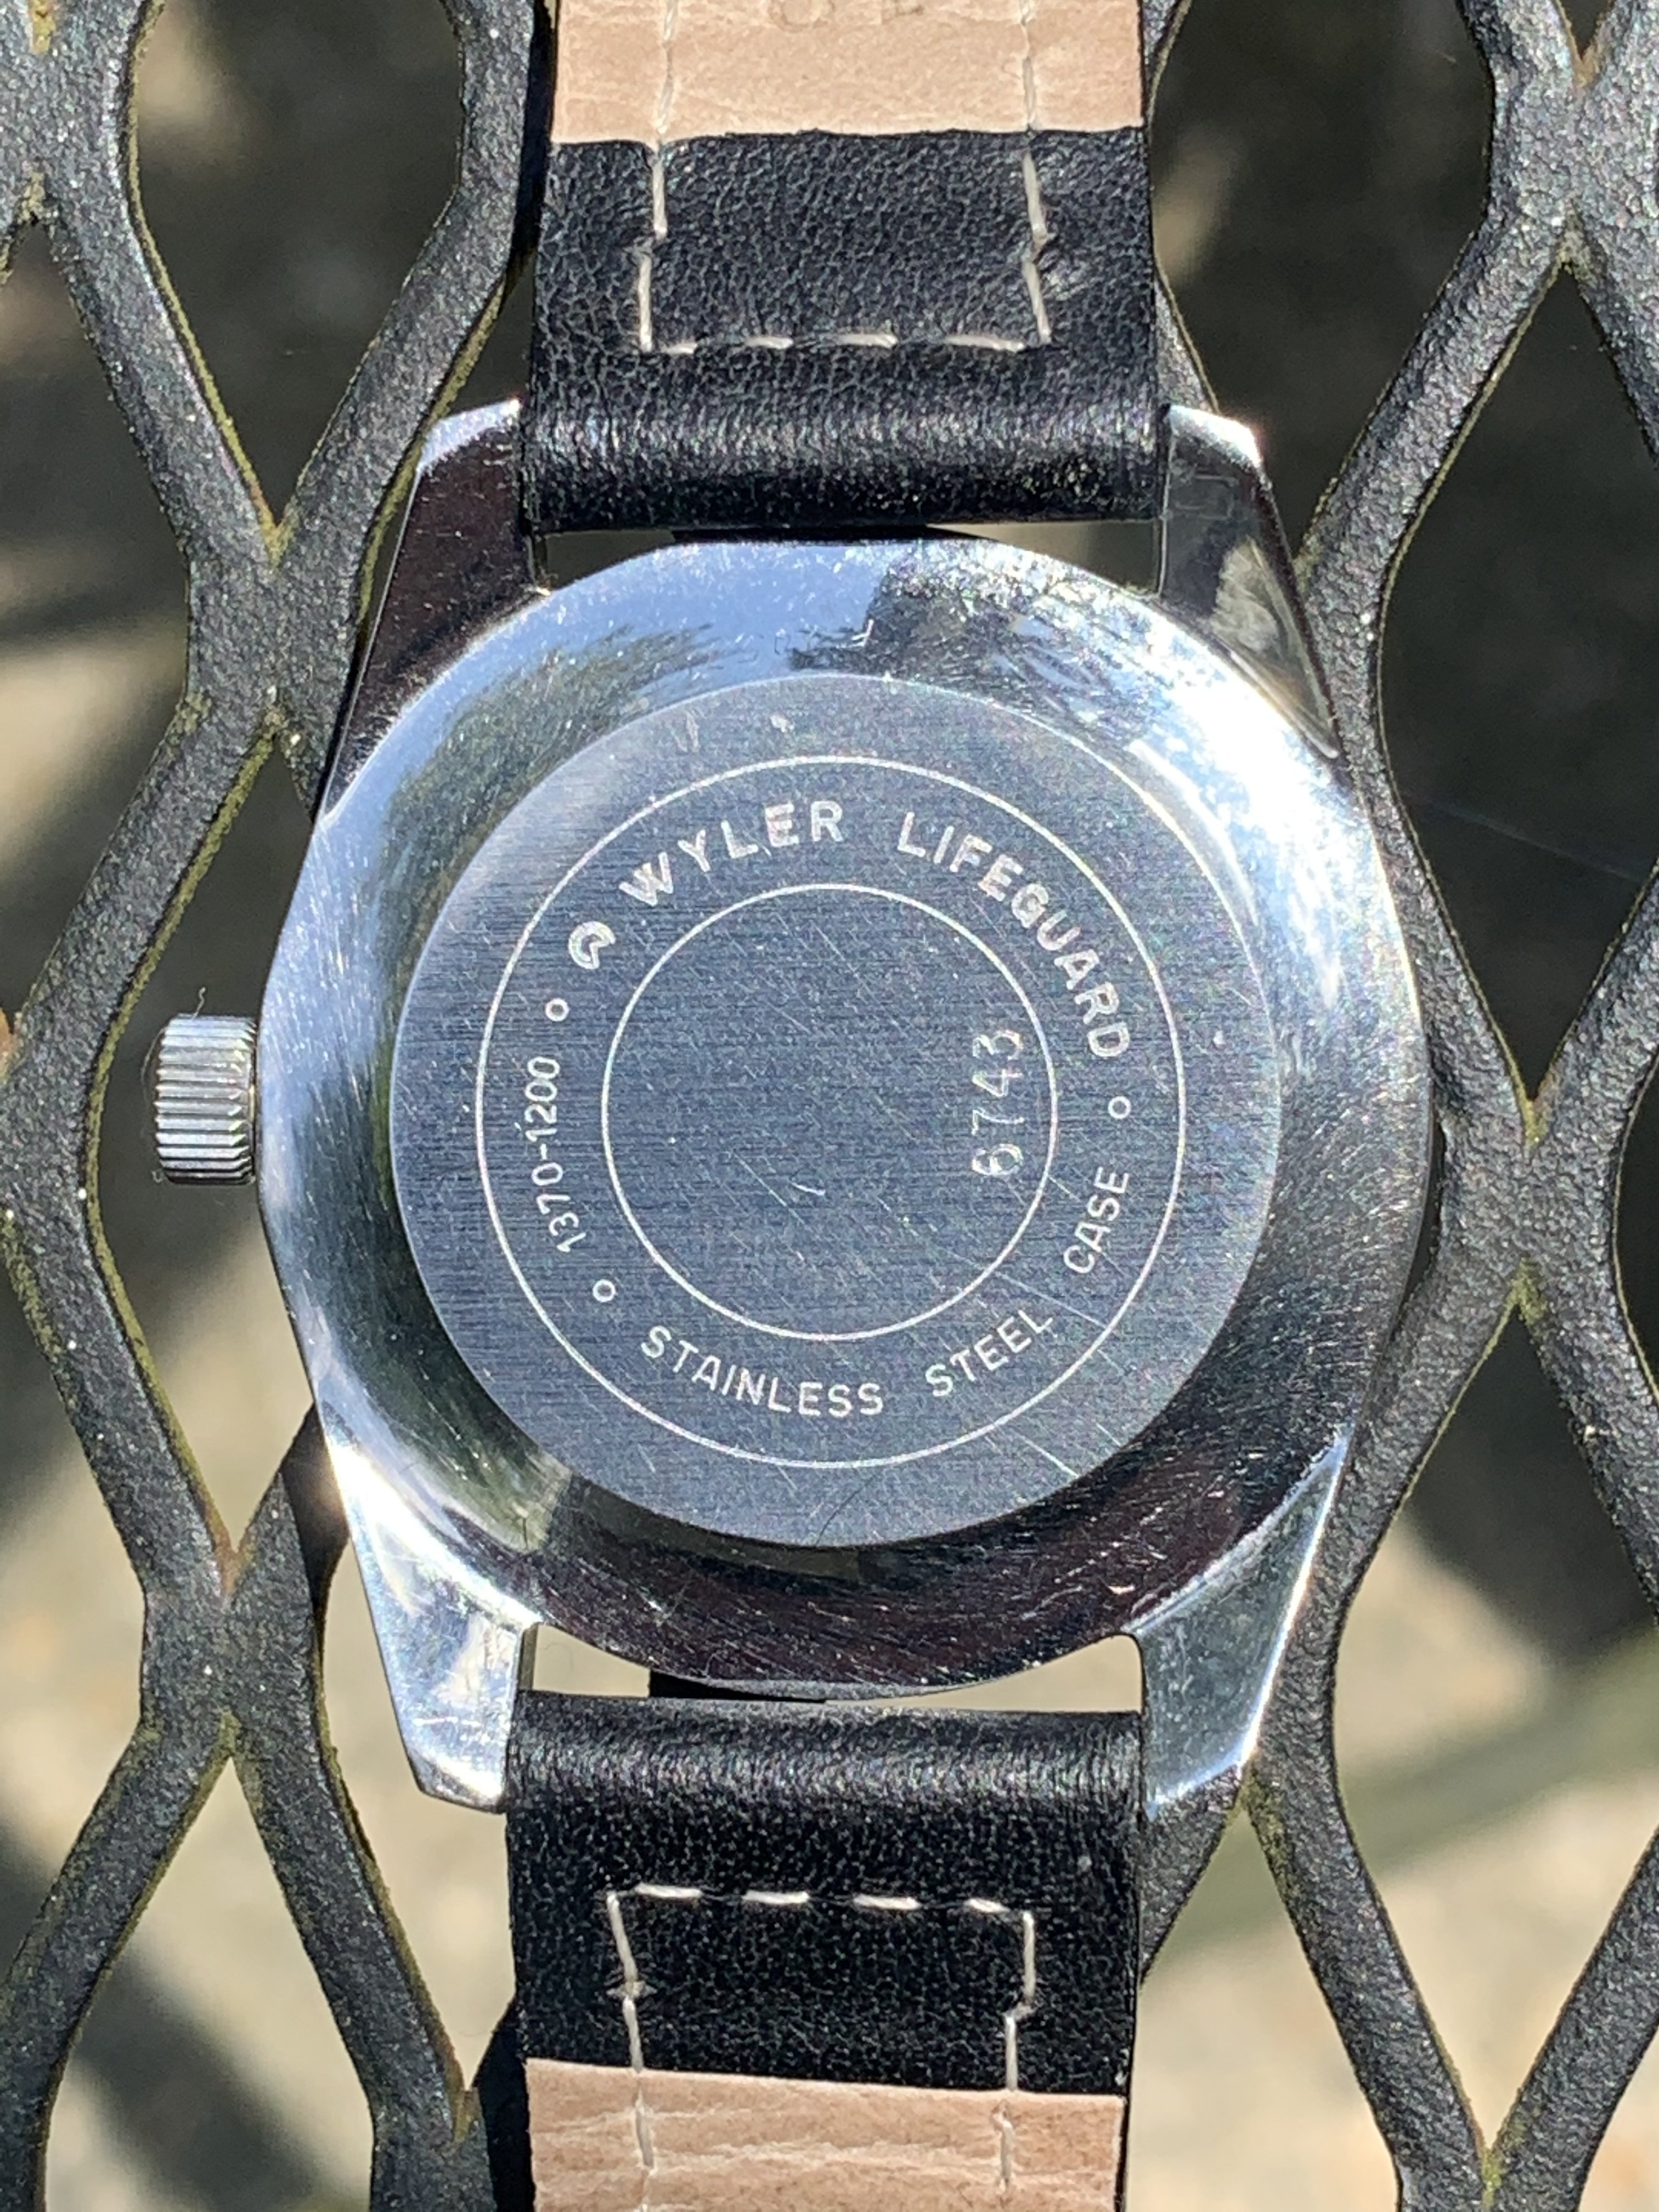 WYLER LIFEGUARD
STAINLESS STEEL CASE
1370-1200
6743